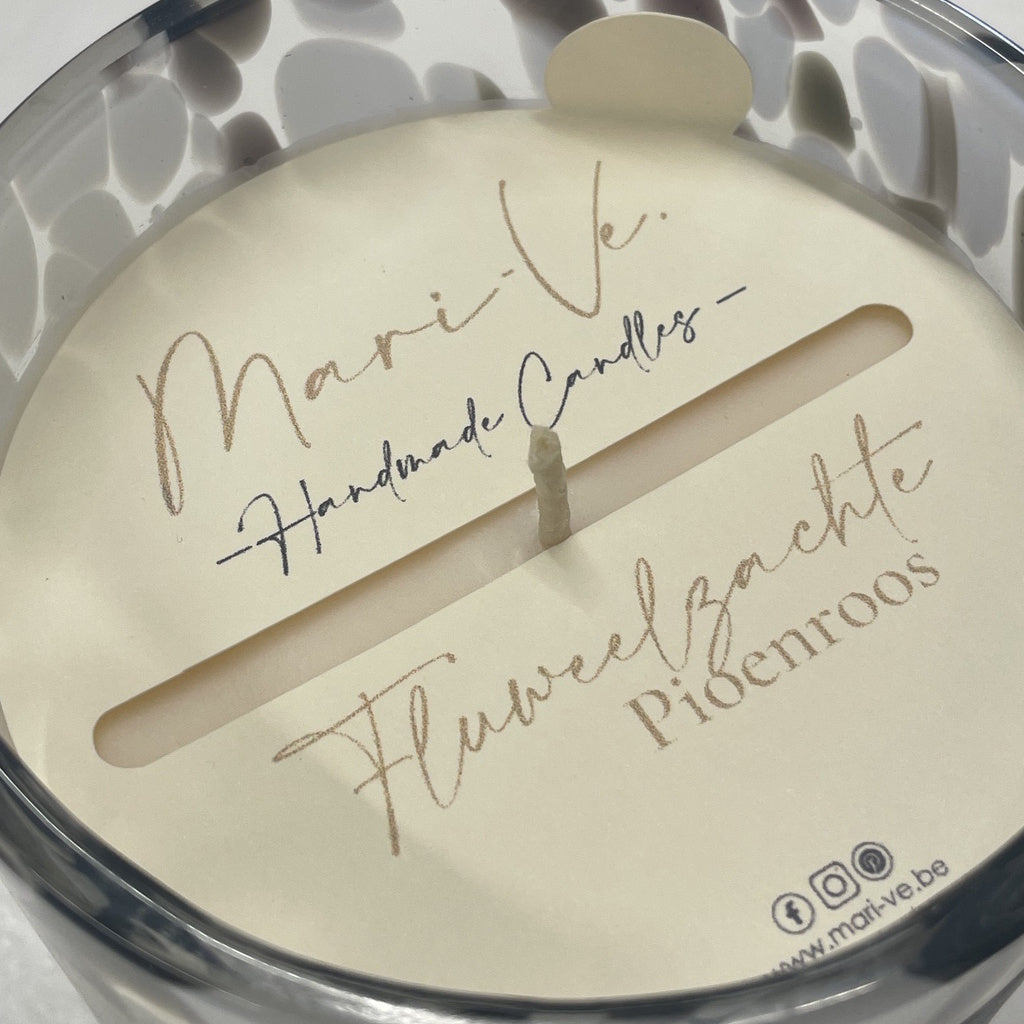 Mari-Ve.
-Handmade Candles -
Fluweelzachte
Pioenroos
www.mari-ve.be